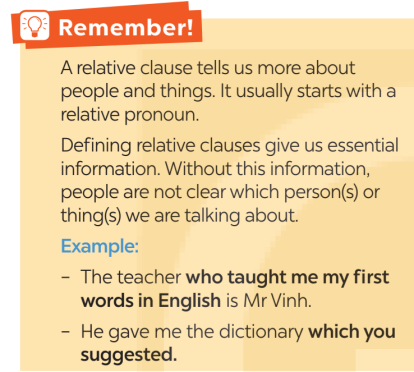 Remember!
A relative clause tells us more about
people and things. It usually starts with a
relative pronoun.
Defining relative clauses give us essential
information. Without this information,
people are not clear which person(s) or
thing(s) we are talking about.
Example:
– The teacher who taught me my first
words in English is Mr Vinh.
– He gave me the dictionary which you
suggested.